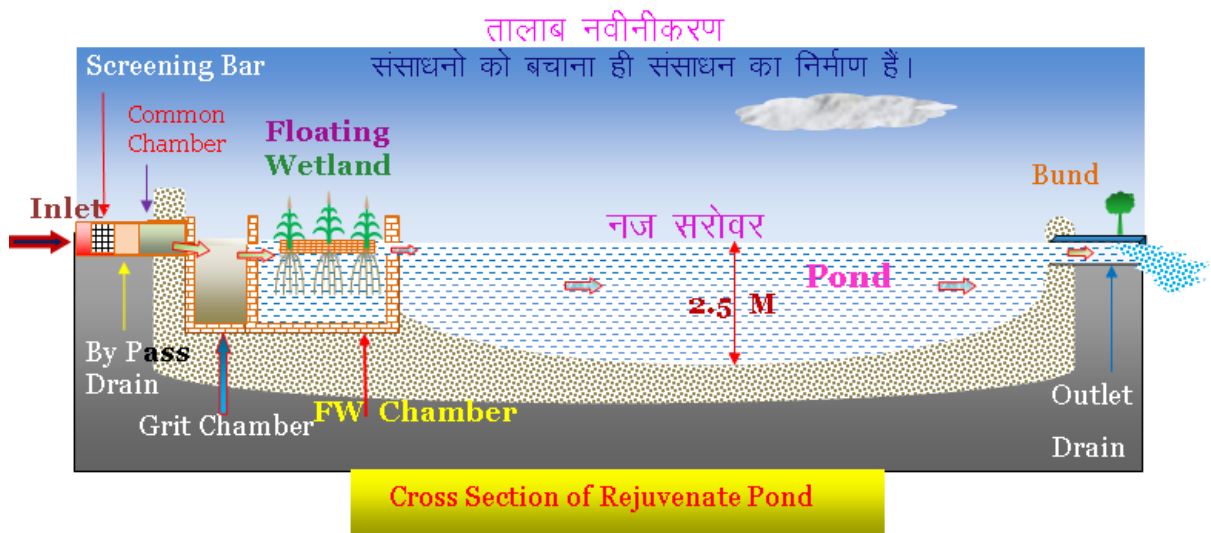 तालाब नवीनीकरण
संसाधनो को बचाना ही संसाधन का निर्माण हैं।
Screening Bar
Common
Chamber
Floating
Wetland
Bund
Inlet
नज सरोवर
Pond
2.5 M
By Pass
Drain
Grit Chamber
FW Chamber
Outlet
Drain
Cross Section of Rejuvenate Pond